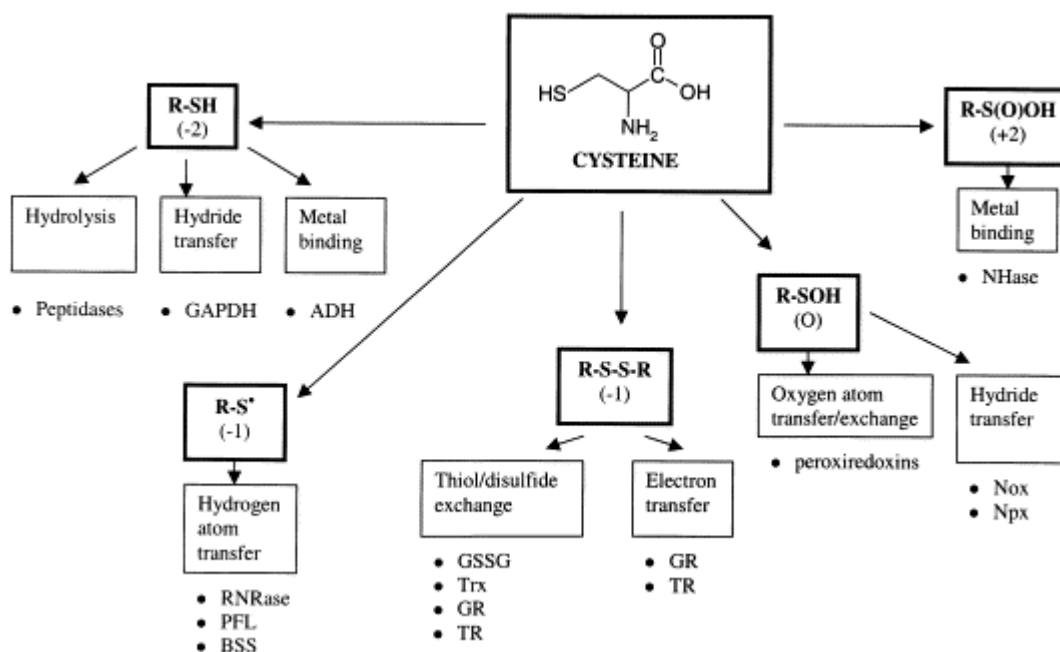 O
HS
OH
NH2
CYSTEINE
R-SH
(-2)
R-S(O)OH
(+2)
Hydrolysis
Hydride
transfer
Metal
binding
Metal
binding
• Peptidases
• GAPDH
• ADH
• NHase
R-SOH
(O)
R-S-S-R
(-1)
R-S•
(-1)
Oxygen atom
transfer/exchange
Hydride
transfer
• peroxiredoxins
• Nox
• Npx
Thiol/disulfide
exchange
Electron
transfer
Hydrogen
atom
transfer
• GSSG
• Trx
• GR
• TR
• GR
• TR
• RNRase
• PFL
• BSS